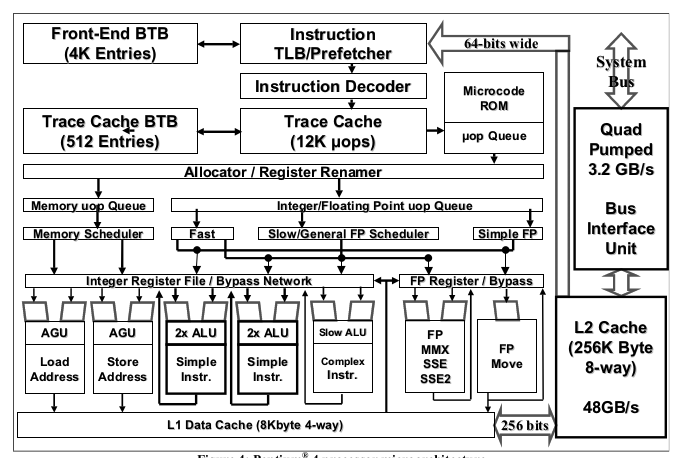 Front-End BTB
(4K Entries)
Instruction
TLB/Prefetcher
64-bits wide
System
Bus
Instruction Decoder
Microcode
ROM
Trace Cache BTB
(512 Entries)
Trace Cache
(12K µops)
µop Queue
Quad
Pumped
3.2 GB/s
Bus
Interface
Unit
Allocator / Register Renamer
Memory uop Queue
Integer/Floating Point uop Queue
Memory Scheduler
Fast
Slow/General FP Scheduler
Simple FP
Integer Register File / Bypass Network
FP Register / Bypass
AGU
Load
Address
AGU
Store
Address
2x ALU
Simple
Instr.
2x ALU
Simple
Instr.
Slow ALU
Complex
Instr.
FP
MMX
SSE
SSE2
FP
Move
L2 Cache
(256K Byte
8-way)
48GB/s
L1 Data Cache (8Kbyte 4-way)
256 bits
Figure 4: Pentium® 4 processor microarchitecture